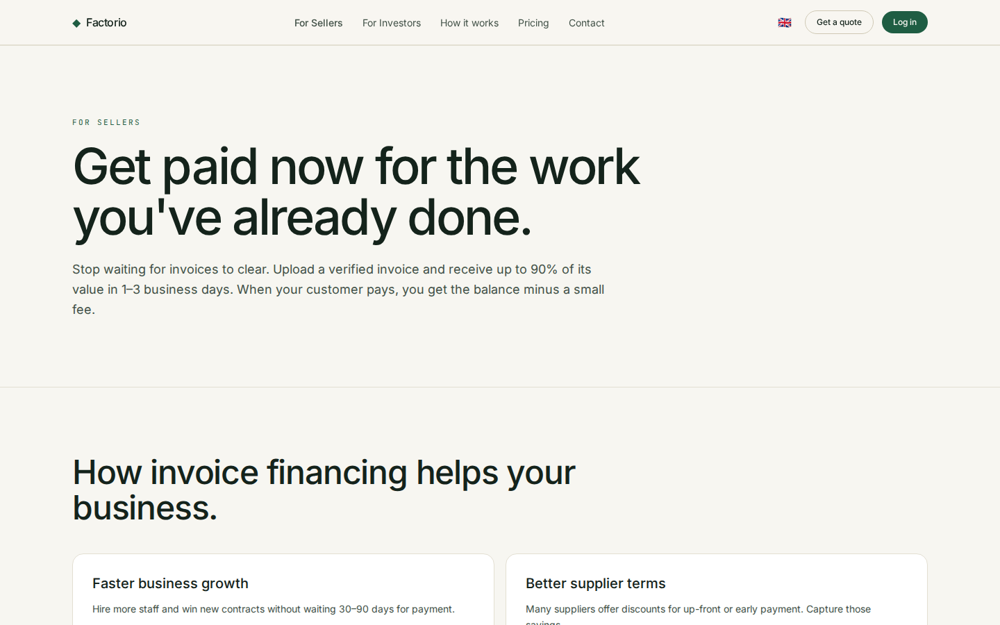 Factorio
For Sellers
For Investors
How it works
Pricing
Contact
Get a quote
Log in
FOR SELLERS
Get paid now for the work
you've already done.
Stop waiting for invoices to clear. Upload a verified invoice and receive up to 90% of its
value in 1–3 business days. When your customer pays, you get the balance minus a small
fee.
How invoice financing helps your
business.
Faster business growth
Hire more staff and win new contracts without waiting 30–90 days for payment.
Better supplier terms
Many suppliers offer discounts for up-front or early payment. Capture those
savings.